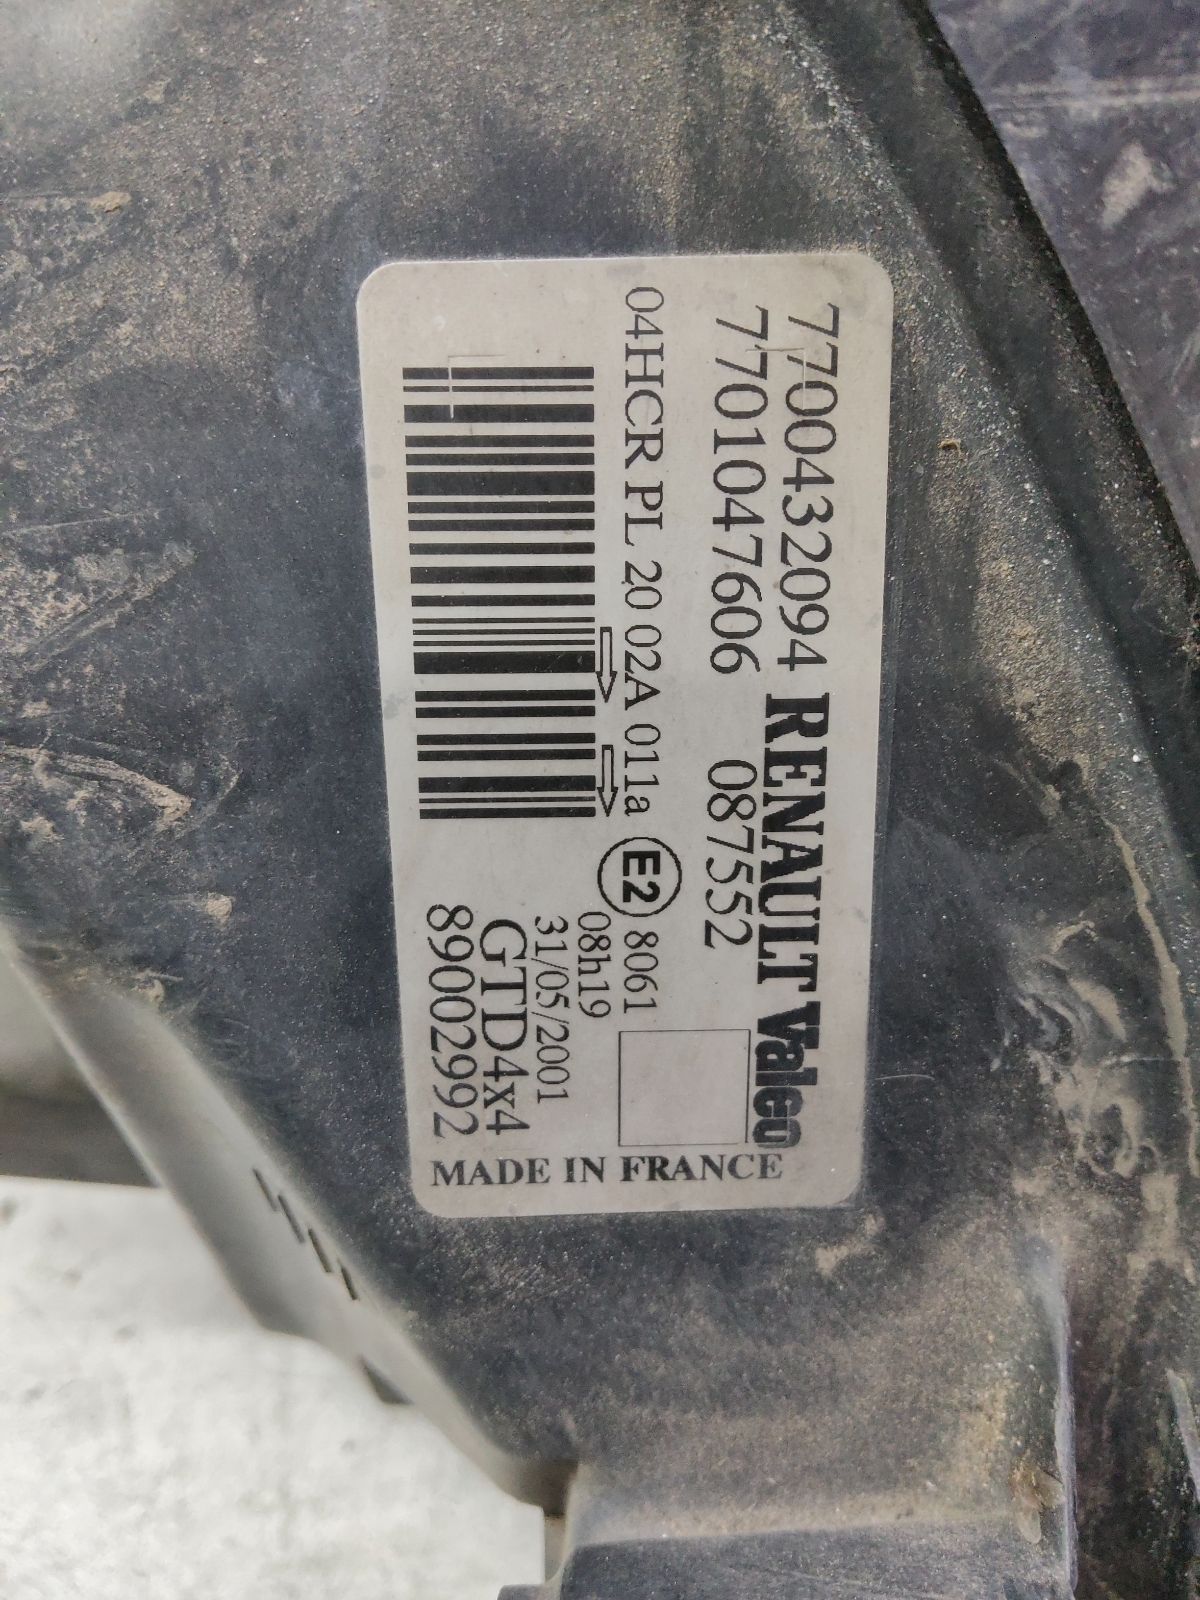 7700432094 RENAULT Valeo
7701047606 087552
04HCR PL 20 02A 011a E2 8061
08h19
31/05/2001
GTD4x4
89002992
MADE IN FRANCE